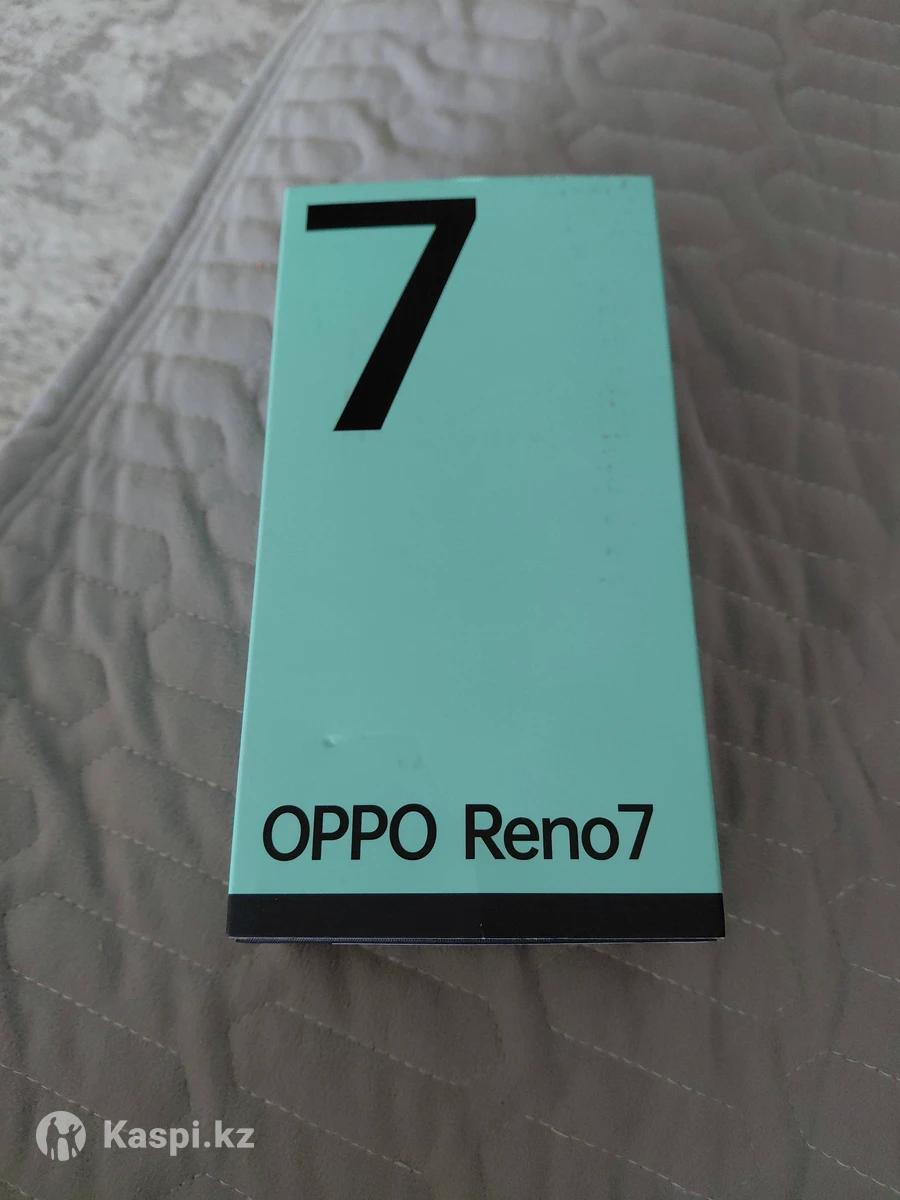 7
OPPO Reno7
Kaspi.kz